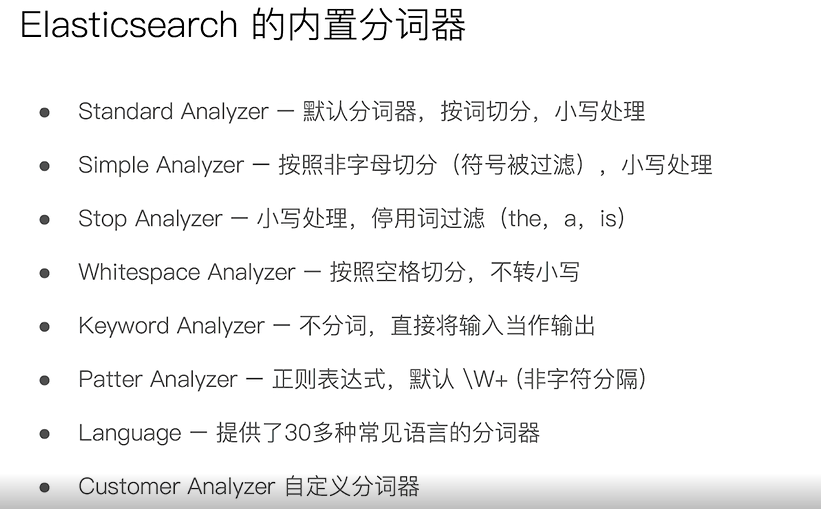 Elasticsearch 的内置分词器
● Standard Analyzer — 默认分词器，按词切分，小写处理
● Simple Analyzer — 按照非字母切分（符号被过滤），小写处理
● Stop Analyzer — 小写处理，停用词过滤（the，a，is）
● Whitespace Analyzer — 按照空格切分，不转小写
● Keyword Analyzer — 不分词，直接将输入当作输出
● Patter Analyzer — 正则表达式，默认 \W+ (非字符分隔)
● Language — 提供了30多种常见语言的分词器
● Customer Analyzer 自定义分词器